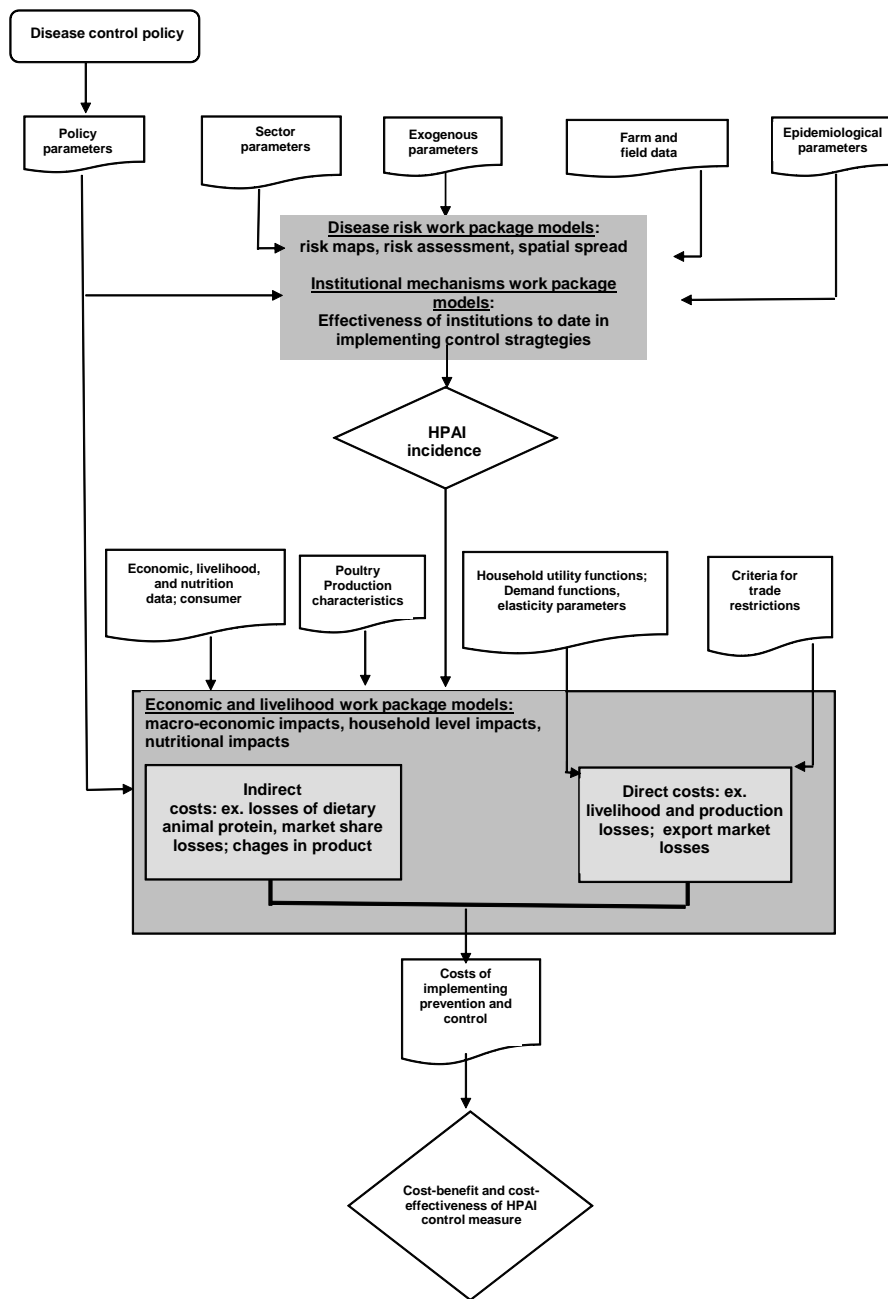 Disease control policy
Policy
parameters
Sector
parameters
Exogenous
parameters
Farm and
field data
Epidemiological
parameters
Disease risk work package models:
risk maps, risk assessment, spatial spread
Institutional mechanisms work package
models:
Effectiveness of institutions to date in
implementing control stragtegies
HPAI
incidence
Economic, livelihood,
and nutrition
data; consumer
Poultry
Production
characteristics
Household utility functions;
Demand functions,
elasticity parameters
Criteria for
trade
restrictions
Economic and livelihood work package models:
macro-economic impacts, household level impacts,
nutritional impacts
Indirect
costs: ex. losses of dietary
animal protein, market share
losses; chages in product
Direct costs: ex.
livelihood and production
losses; export market
losses
Costs of
implementing
prevention and
control
Cost-benefit and cost-
effectiveness of HPAI
control measure